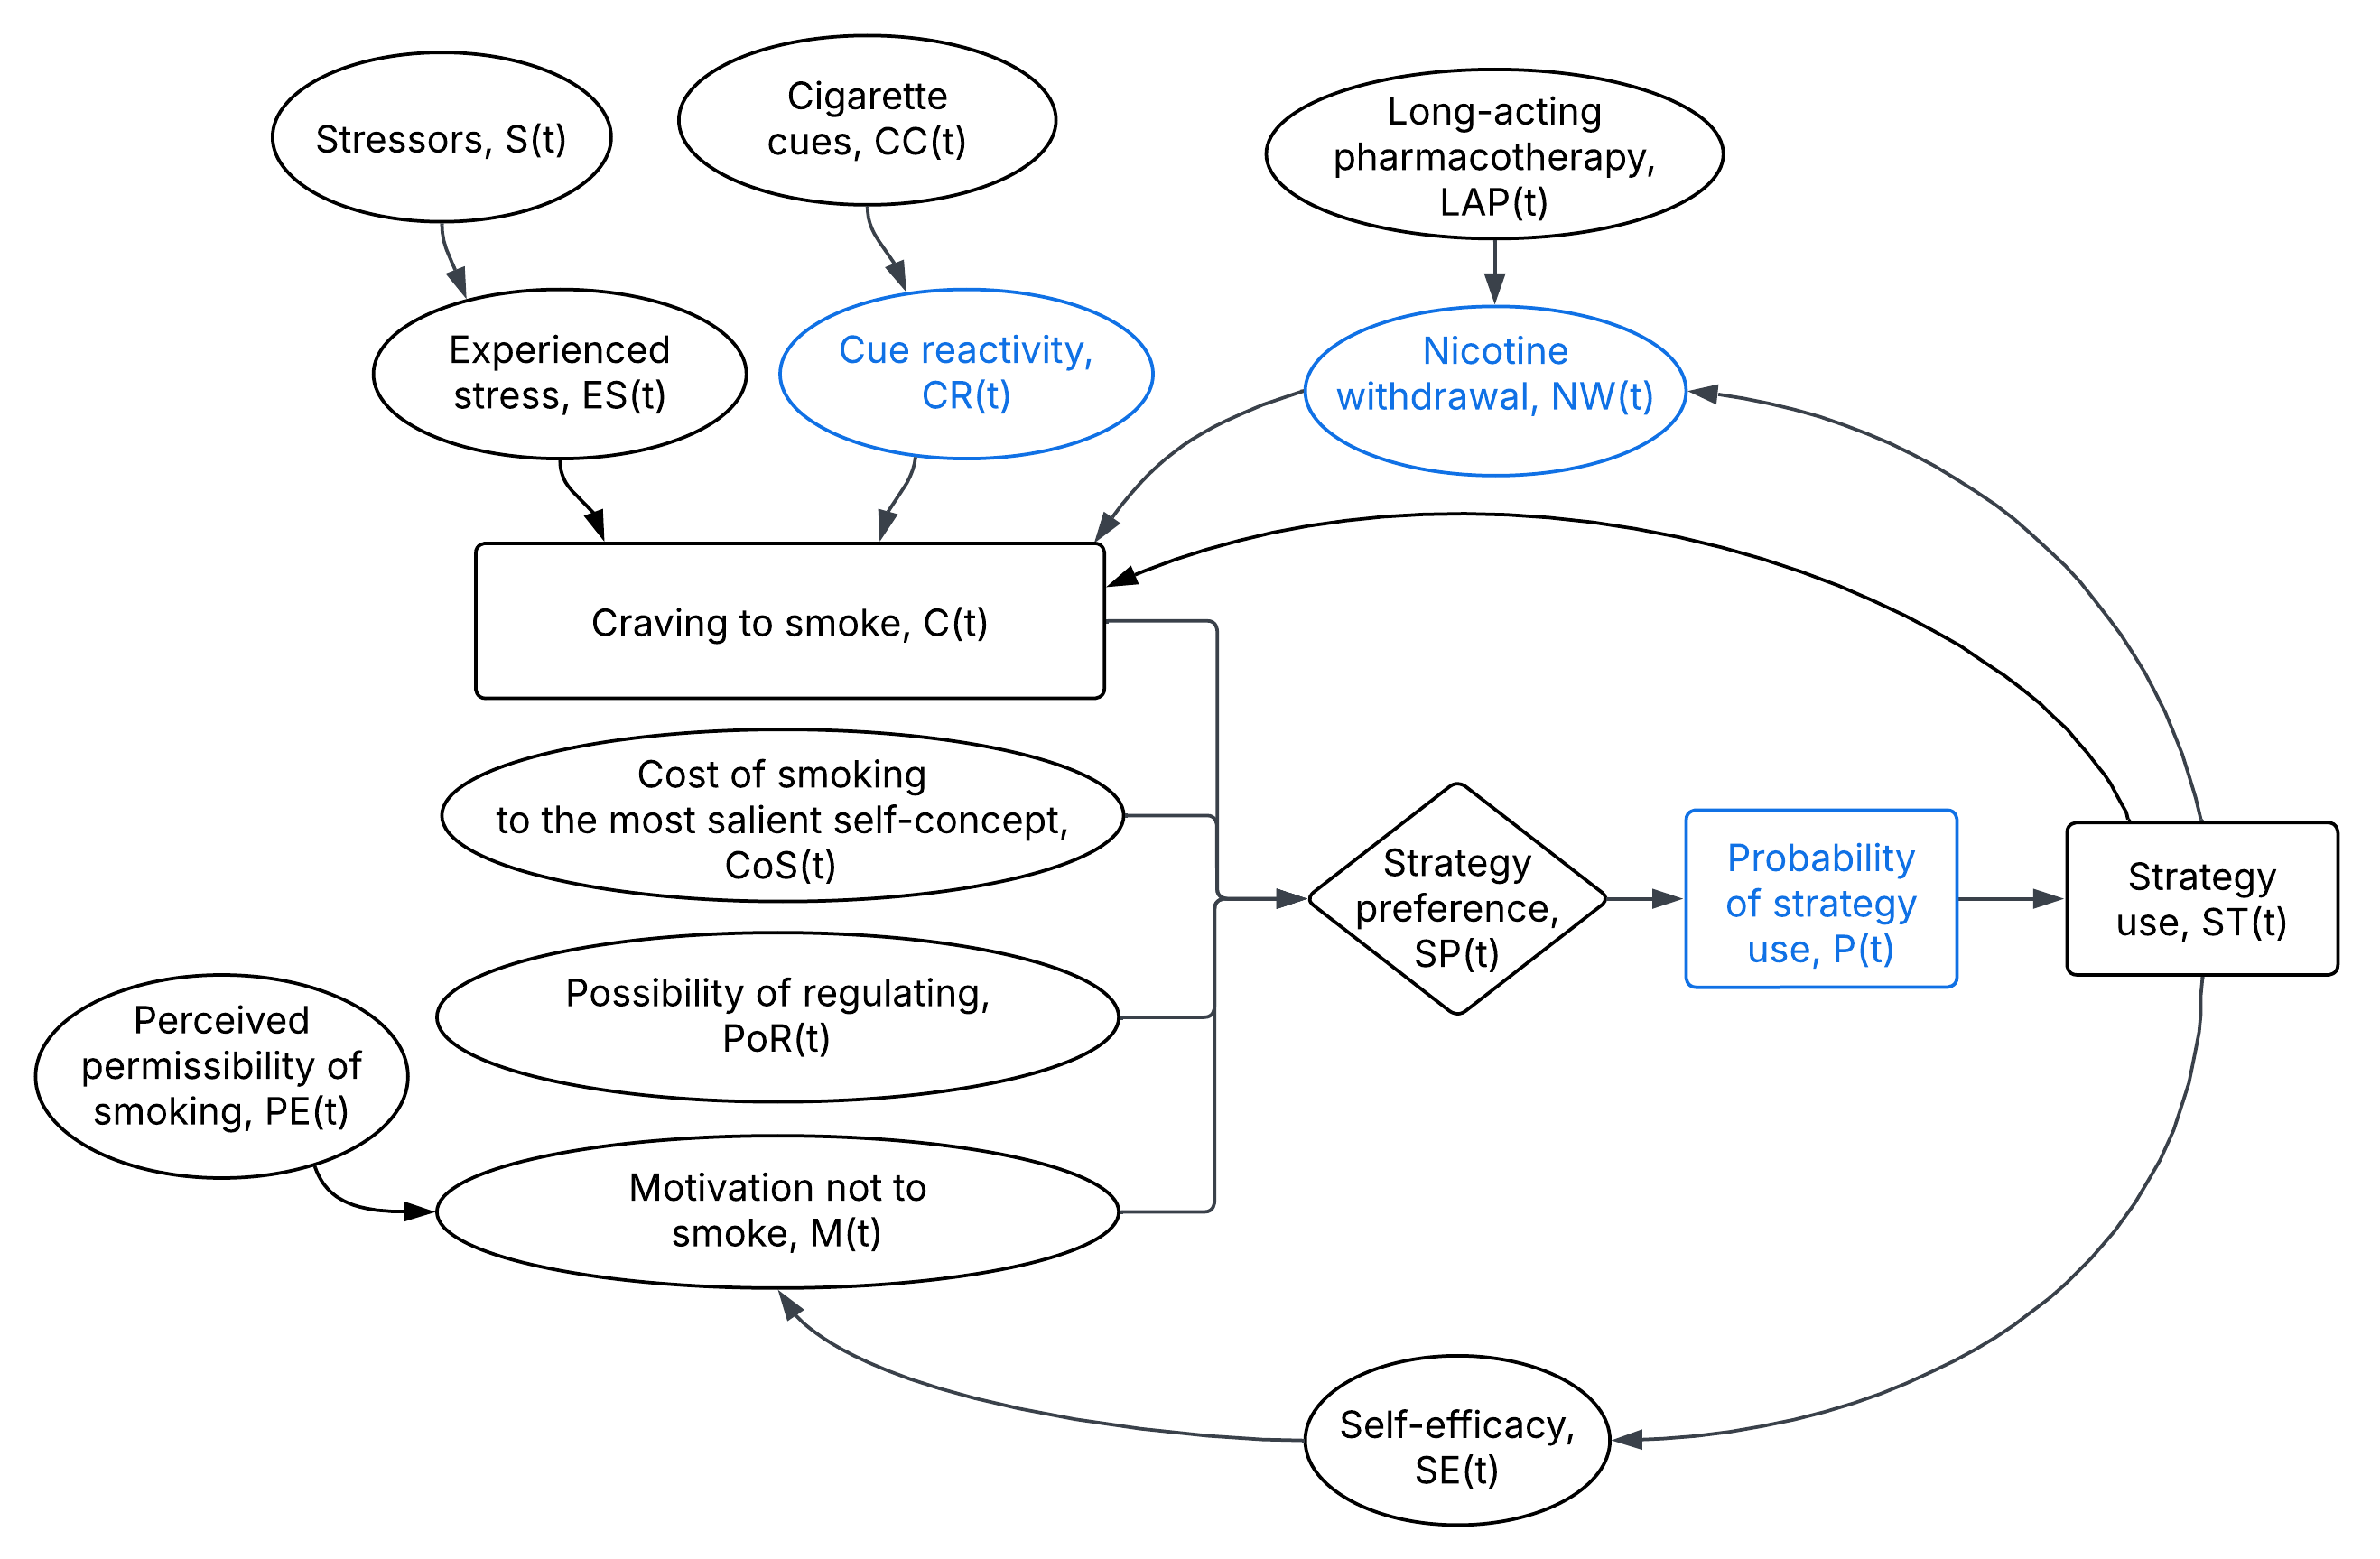 Stressors, S(t)
Cigarette
cues, CC(t)
Long-acting
pharmacotherapy,
LAP(t)
Experienced
stress, ES(t)
Cue reactivity,
CR(t)
Nicotine
withdrawal, NW(t)
Craving to smoke, C(t)
Cost of smoking
to the most salient self-concept,
CoS(t)
Strategy
preference,
SP(t)
Probability
of strategy
use, P(t)
Strategy
use, ST(t)
Possibility of regulating,
PoR(t)
Perceived
permissibility of
smoking, PE(t)
Motivation not to
smoke, M(t)
Self-efficacy,
SE(t)